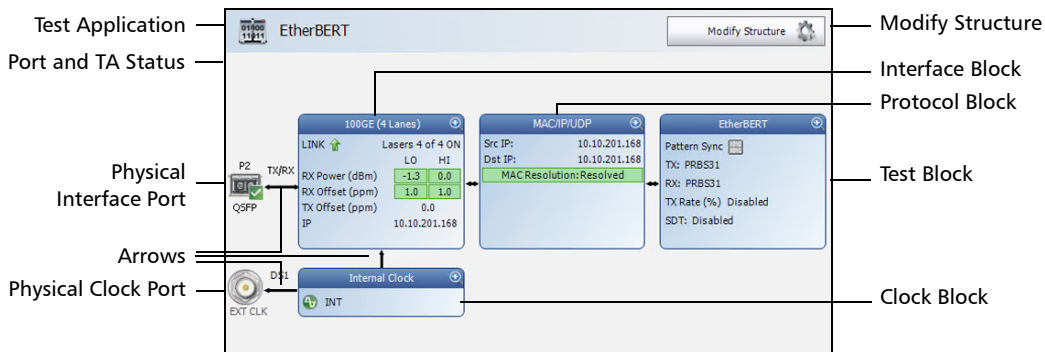 Test Application
Port and TA Status
Physical
Interface Port
Arrows
Physical Clock Port
01000
11011
EtherBERT
Modify Structure
P2
QSFP
TX/RX
100GE (4 Lanes)
LINK
Lasers 4 of 4 ON
LO HI
RX Power (dBm) -1.3 0.0
RX Offset (ppm) 1.0 1.0
TX Offset (ppm) 0.0
IP 10.10.201.168
MAC/IP/UDP
Src IP: 10.10.201.168
Dst IP: 10.10.201.168
MAC Resolution:Resolved
EtherBERT
Pattern Sync
TX: PRBS31
RX: PRBS31
TX Rate (%) Disabled
SDT: Disabled
DS1
EXT CLK
Internal Clock
INT
Modify Structure
Interface Block
Protocol Block
Test Block
Clock Block